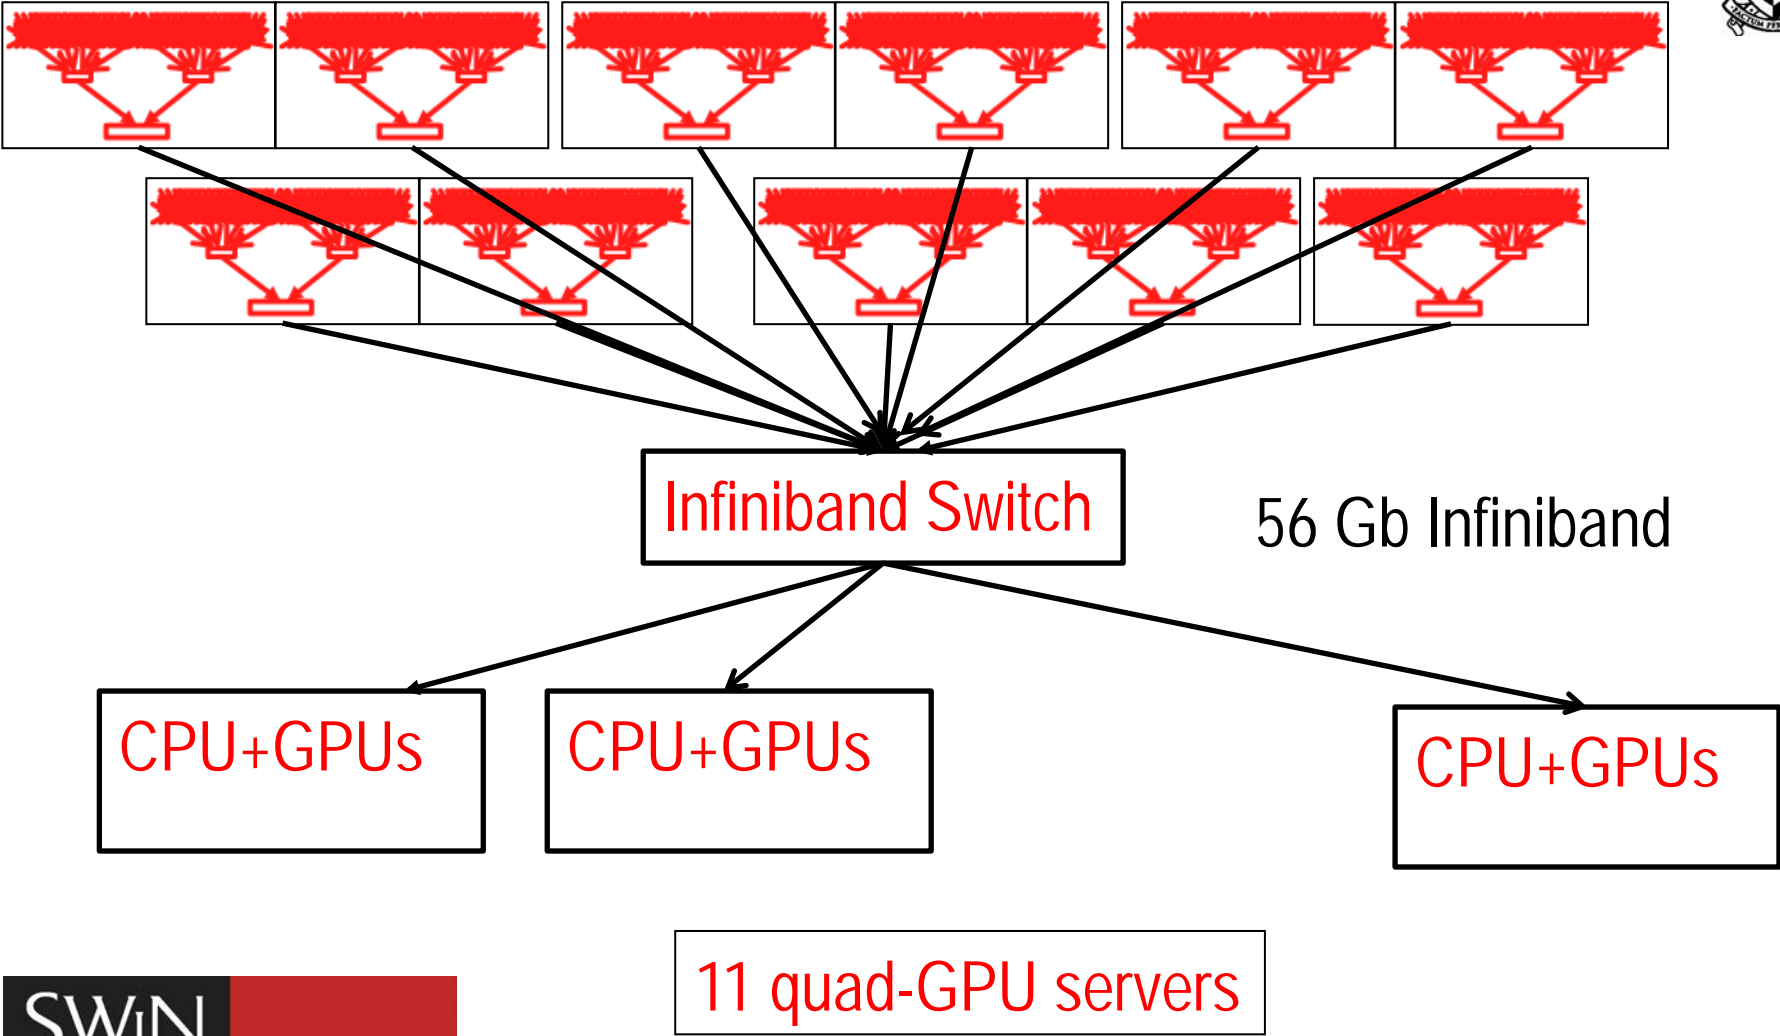 Infiniband Switch
56 Gb Infiniband
CPU+GPUs
CPU+GPUs
CPU+GPUs
11 quad-GPU servers
SWIN